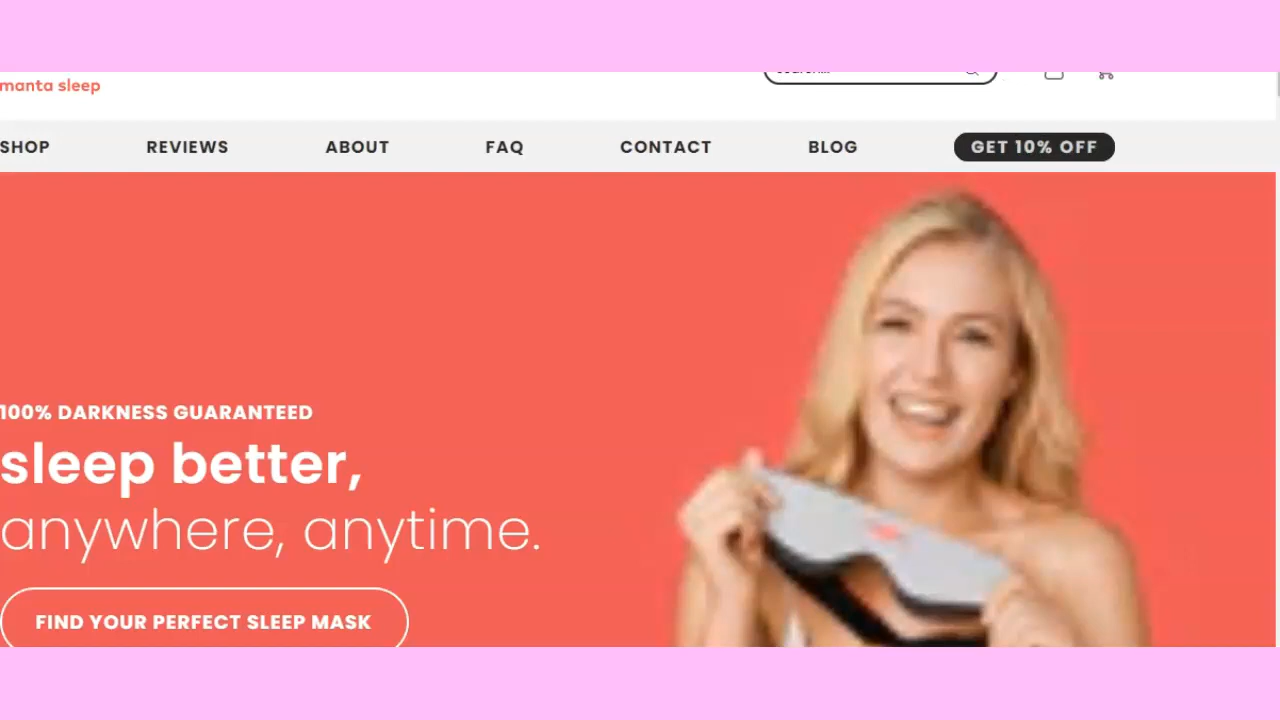 manta sleep
SHOP REVIEWS ABOUT FAQ CONTACT BLOG GET 10% OFF
100% DARKNESS GUARANTEED
sleep better,
anywhere, anytime.
FIND YOUR PERFECT SLEEP MASK